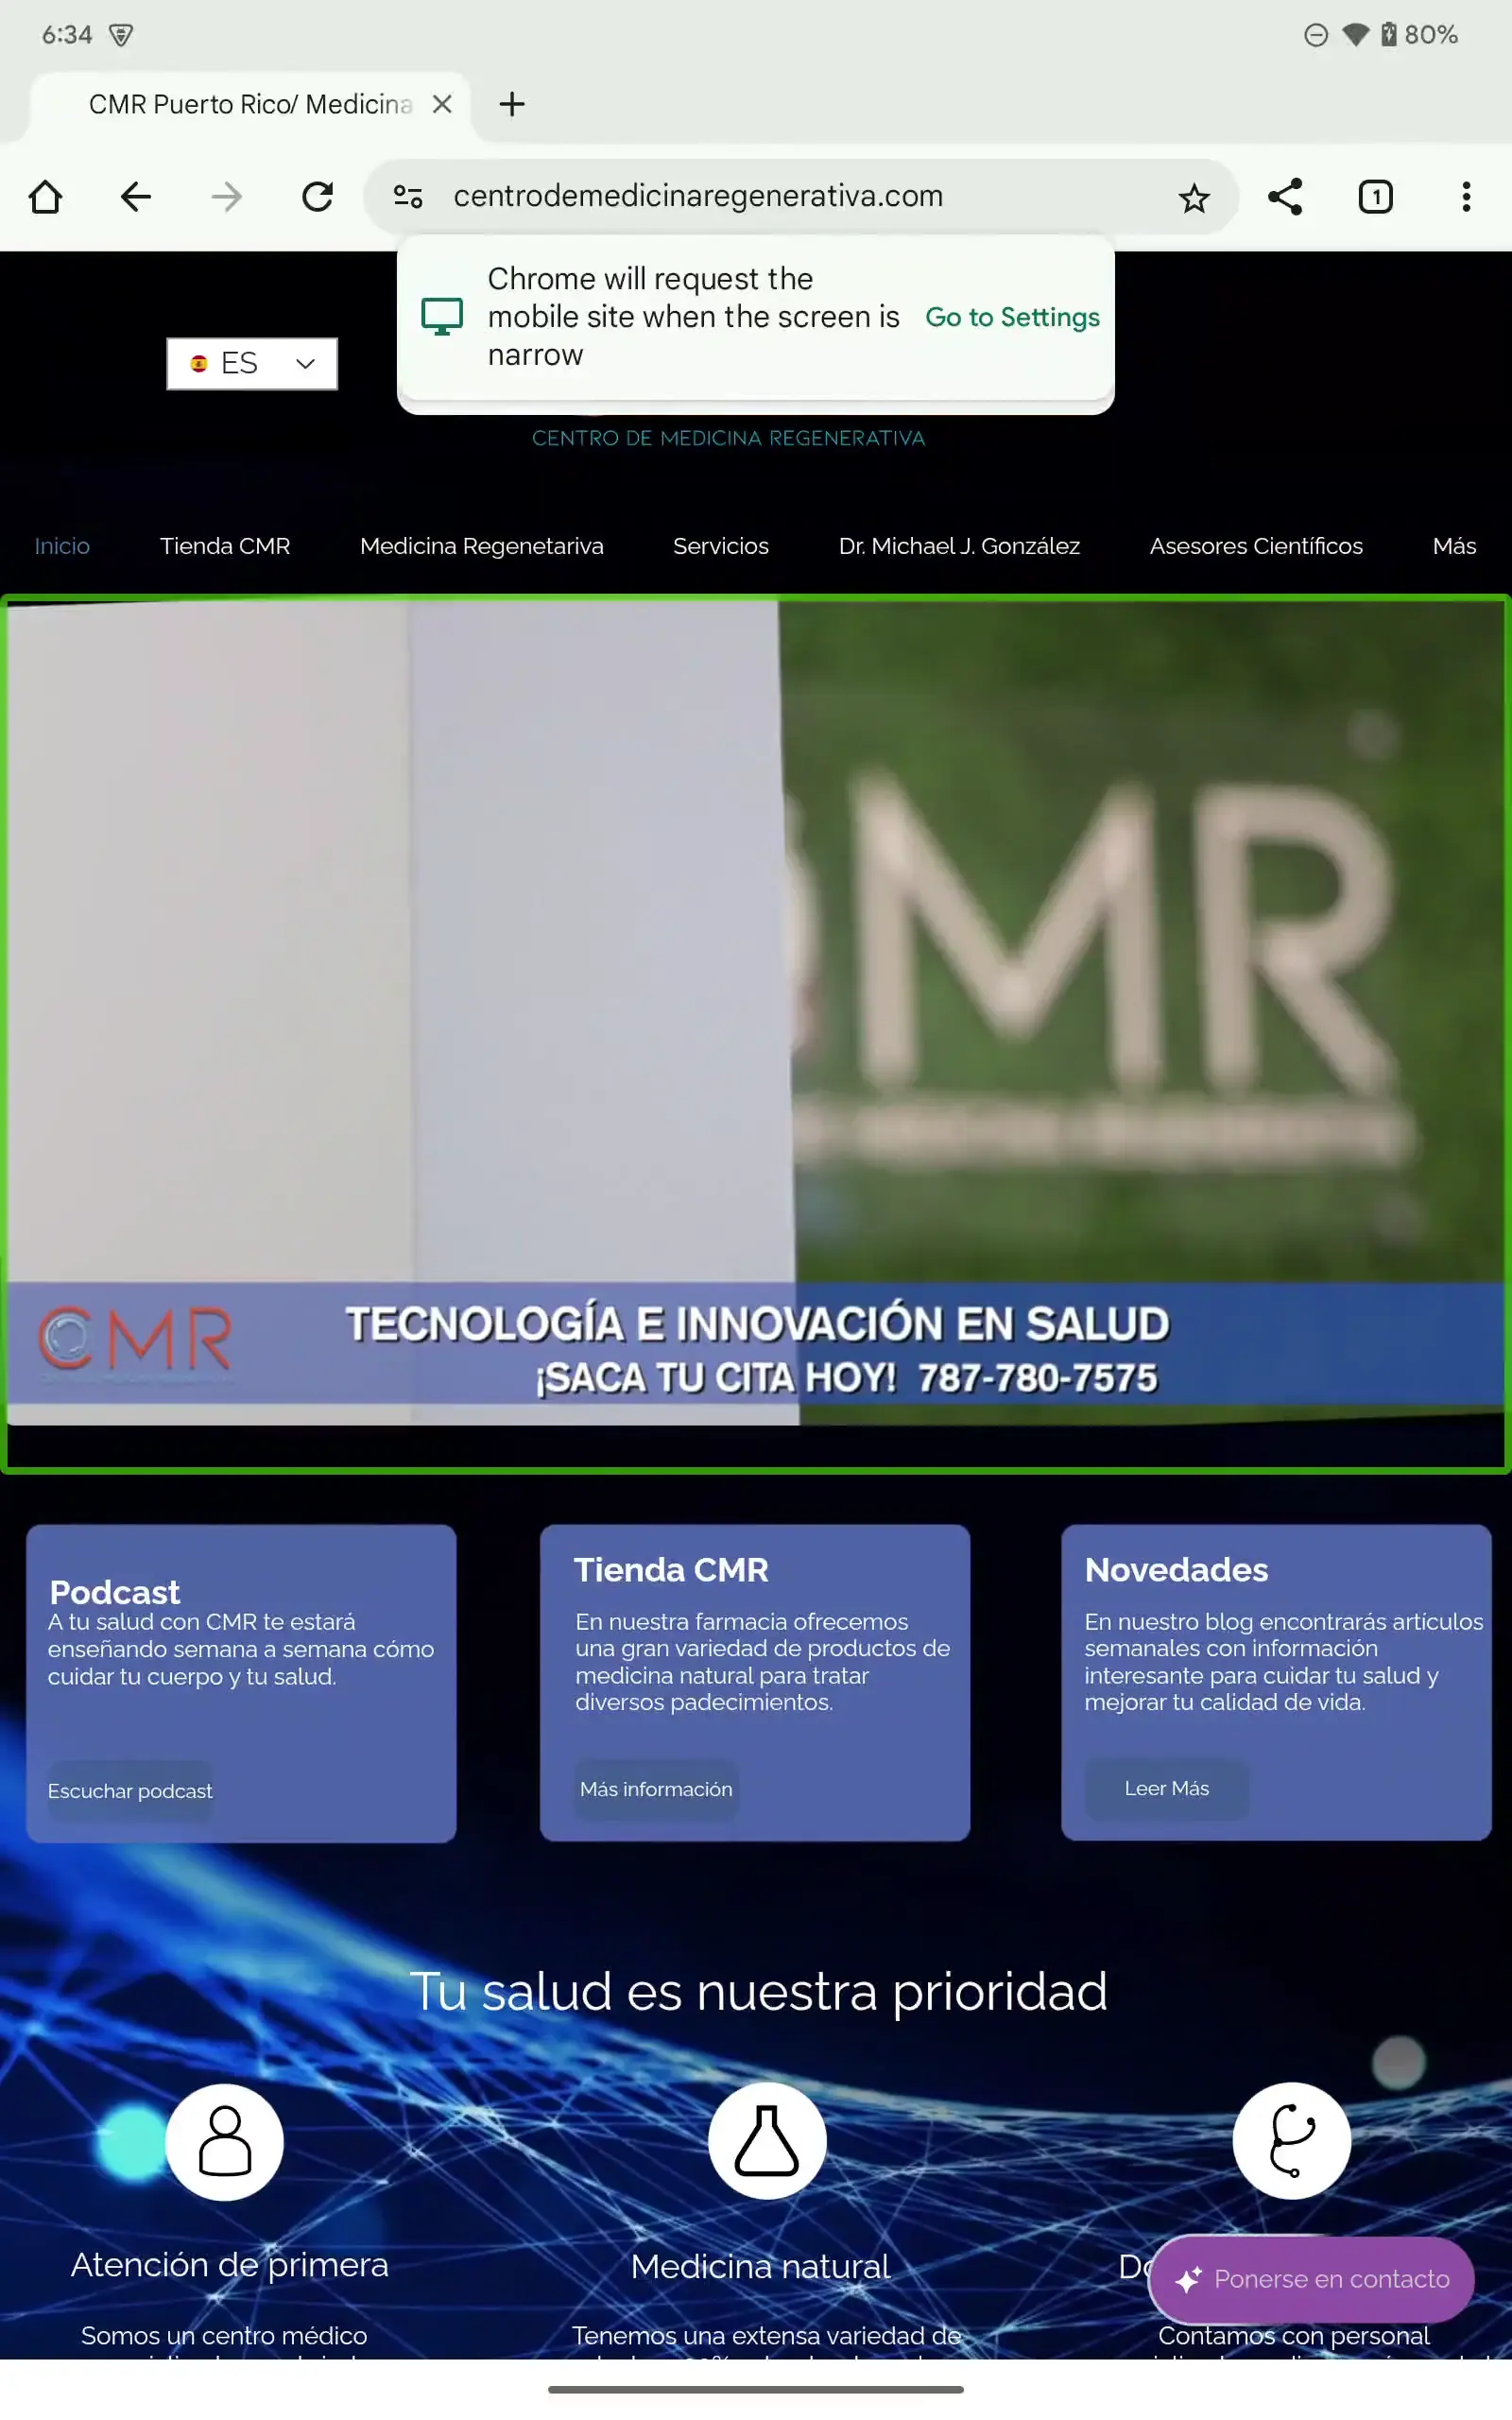 6:34
80%
CMR Puerto Rico/ Medicina
centrodemedicinaregenerativa.com
1
Chrome will request the
mobile site when the screen is
narrow
Go to Settings
ES
CENTRO DE MEDICINA REGENERATIVA
Inicio
Tienda CMR
Medicina Regenetariva
Servicios
Dr. Michael J. González
Asesores Científicos
Más
MR
CMR
TECNOLOGÍA E INNOVACIÓN EN SALUD
¡SACA TU CITA HOY! 787-780-7575
Podcast
A tu salud con CMR te estará
enseñando semana a semana cómo
cuidar tu cuerpo y tu salud.
Escuchar podcast
Tienda CMR
En nuestra farmacia ofrecemos
una gran variedad de productos de
medicina natural para tratar
diversos padecimientos.
Más información
Novedades
En nuestro blog encontrarás artículos
semanales con información
interesante para cuidar tu salud y
mejorar tu calidad de vida.
Leer Más
Tu salud es nuestra prioridad
Atención de primera
Somos un centro médico
Medicina natural
Tenemos una extensa variedad de
Ponerse en contacto
Contamos con personal